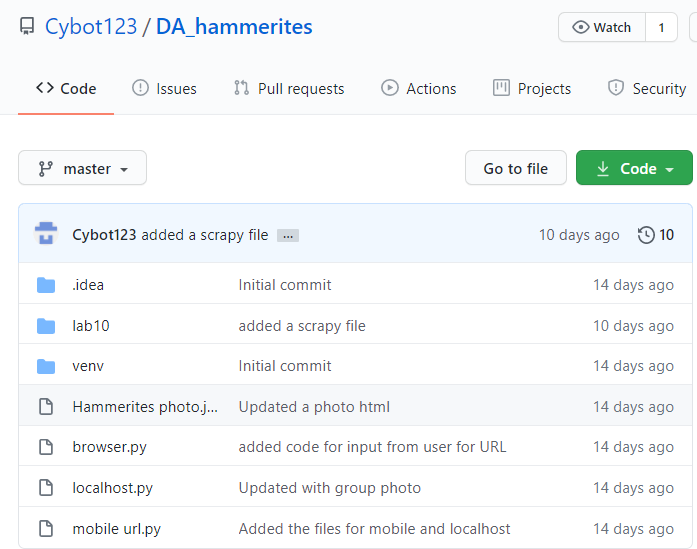 Cybot123 / DA_hammerites
Watch 1
Code Issues Pull requests Actions Projects Security
master Go to file Code
Cybot123 added a scrapy file ... 10 days ago 10
.idea Initial commit 14 days ago
lab10 added a scrapy file 10 days ago
venv Initial commit 14 days ago
Hammerites photo.j... Updated a photo html 14 days ago
browser.py added code for input from user for URL 14 days ago
localhost.py Updated with group photo 14 days ago
mobile url.py Added the files for mobile and localhost 14 days ago